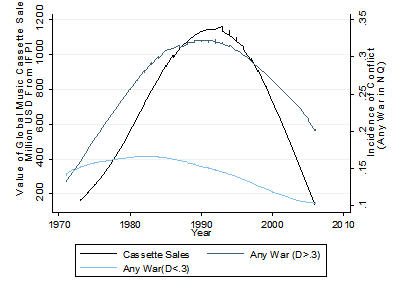 Value of Global Music Cassette Sale
Million USD From IFPI
200 400 600 800 1000 1200
.1 .15 .2 .25 .3 .35
Incidence of Conflict
(Any War in NQ)
1970 1980 1990 2000 2010
Year
Cassette Sales Any War (D>.3)
Any War(D<.3)